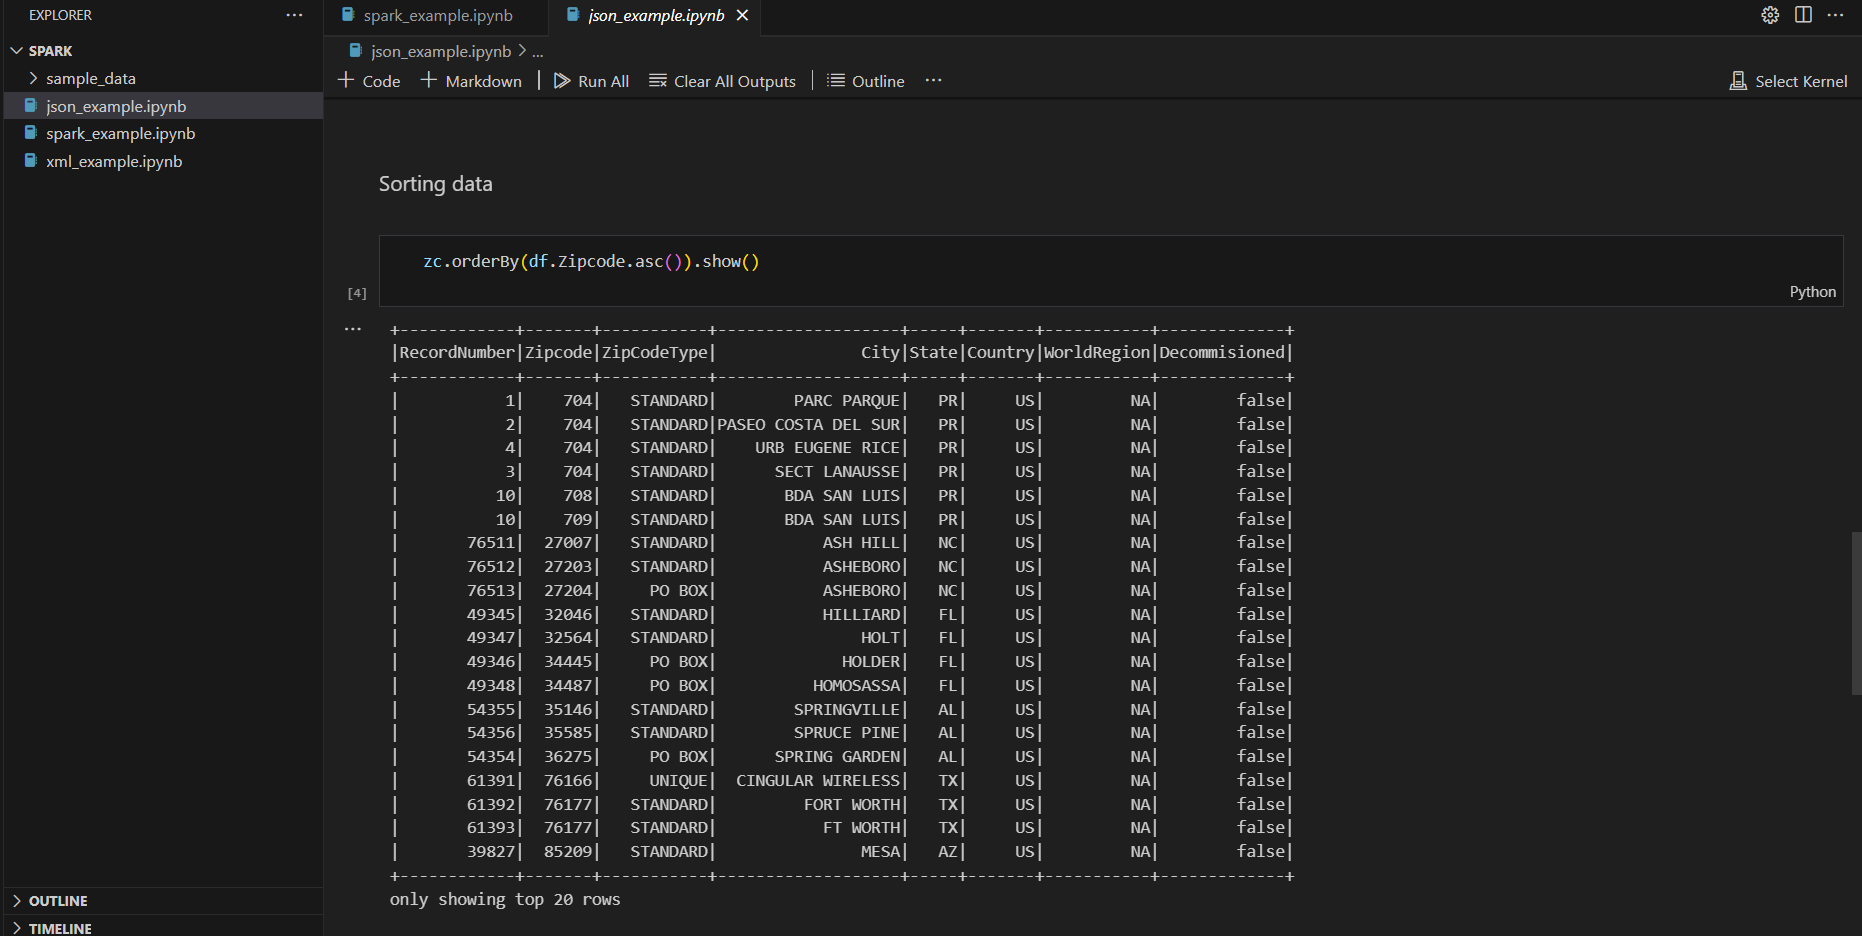 EXPLORER
SPARK
sample_data
json_example.ipynb
spark_example.ipynb
xml_example.ipynb
OUTLINE
TIMELINE
spark_example.ipynb json_example.ipynb
json_example.ipynb > ...
+ Code + Markdown Run All Clear All Outputs Outline ... Select Kernel
Sorting data
zc.orderBy(df.Zipcode.asc()).show()
[4]
Python
...
+------------+-------+-----------+-------------------+-----+-------+-----------+-------------+
|RecordNumber|Zipcode|ZipCodeType|               City|State|Country|WorldRegion|Decommisioned|
+------------+-------+-----------+-------------------+-----+-------+-----------+-------------+
|           1|    704|   STANDARD|        PARC PARQUE|   PR|     US|         NA|        false|
|           2|    704|   STANDARD|PASEO COSTA DEL SUR|   PR|     US|         NA|        false|
|           4|    704|   STANDARD|    URB EUGENE RICE|   PR|     US|         NA|        false|
|           3|    704|   STANDARD|      SECT LANAUSSE|   PR|     US|         NA|        false|
|          10|    708|   STANDARD|       BDA SAN LUIS|   PR|     US|         NA|        false|
|          10|    709|   STANDARD|       BDA SAN LUIS|   PR|     US|         NA|        false|
|       76511|  27007|   STANDARD|           ASH HILL|   NC|     US|         NA|        false|
|       76512|  27203|   STANDARD|           ASHEBORO|   NC|     US|         NA|        false|
|       76513|  27204|     PO BOX|           ASHEBORO|   NC|     US|         NA|        false|
|       49345|  32046|   STANDARD|           HILLIARD|   FL|     US|         NA|        false|
|       49347|  32564|   STANDARD|               HOLT|   FL|     US|         NA|        false|
|       49346|  34445|     PO BOX|             HOLDER|   FL|     US|         NA|        false|
|       49348|  34487|     PO BOX|          HOMOSASSA|   FL|     US|         NA|        false|
|       54355|  35146|   STANDARD|        SPRINGVILLE|   AL|     US|         NA|        false|
|       54356|  35585|   STANDARD|        SPRUCE PINE|   AL|     US|         NA|        false|
|       54354|  36275|     PO BOX|      SPRING GARDEN|   AL|     US|         NA|        false|
|       61391|  76166|     UNIQUE|  CINGULAR WIRELESS|   TX|     US|         NA|        false|
|       61392|  76177|   STANDARD|         FORT WORTH|   TX|     US|         NA|        false|
|       61393|  76177|   STANDARD|           FT WORTH|   TX|     US|         NA|        false|
|       39827|  85209|   STANDARD|               MESA|   AZ|     US|         NA|        false|
+------------+-------+-----------+-------------------+-----+-------+-----------+-------------+
only showing top 20 rows